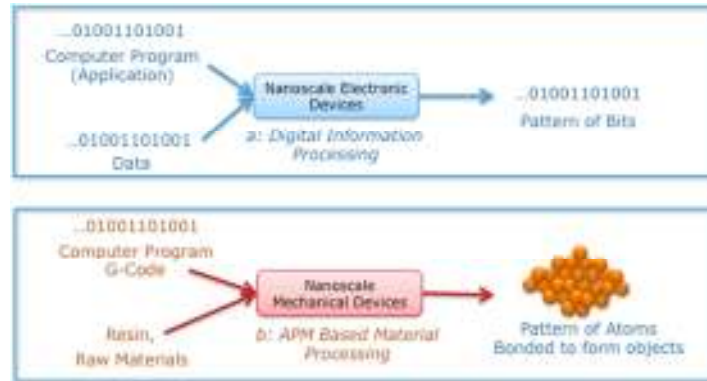 ...01001101001
Computer Program
(Application)
Nanoscale Electronic
Devices
...01001101001
Pattern of Bits
...01001101001
Data
a: Digital Information
Processing
...01001101001
Computer Program
G-Code
Nanoscale
Mechanical Devices
Resin,
Raw Materials
b: APM Based Material
Processing
Pattern of Atoms
Bonded to form objects